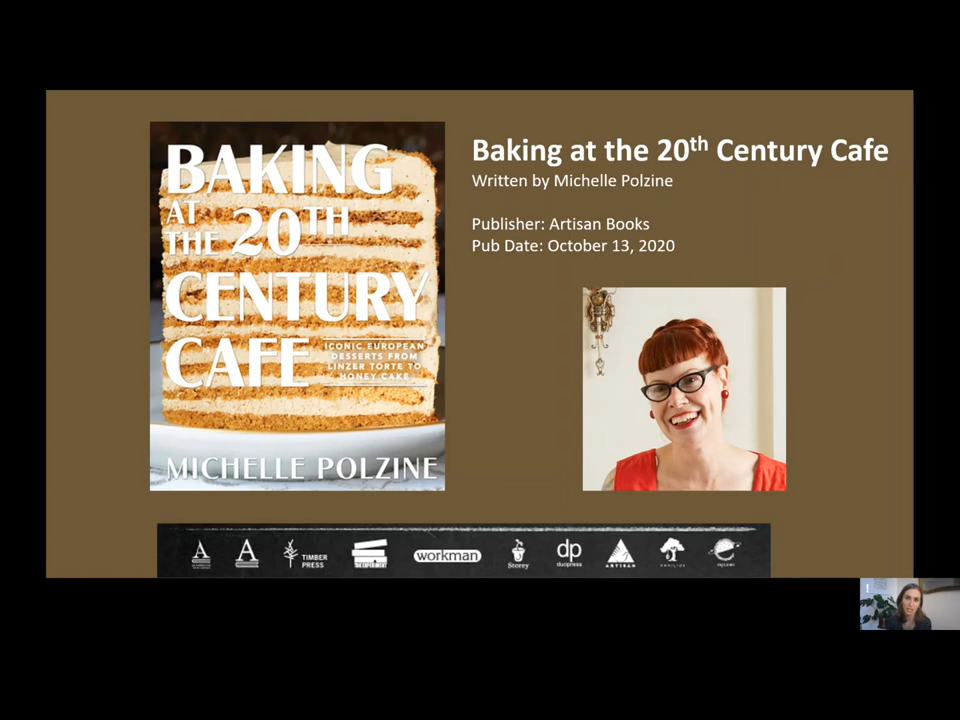 BAKING
AT
THE 20TH
CENTURY
CAFE
ICONIC EUROPEAN
DESSERTS FROM
LINZER TORTE TO
HONEY CAKE
MICHELLE POLZINE
Baking at the 20th Century Cafe
Written by Michelle Polzine
Publisher: Artisan Books
Pub Date: October 13, 2020
A
A
TIMBER
PRESS
THE EXPERIMENT
workman
Storey
dp
duopress
ARTISAN